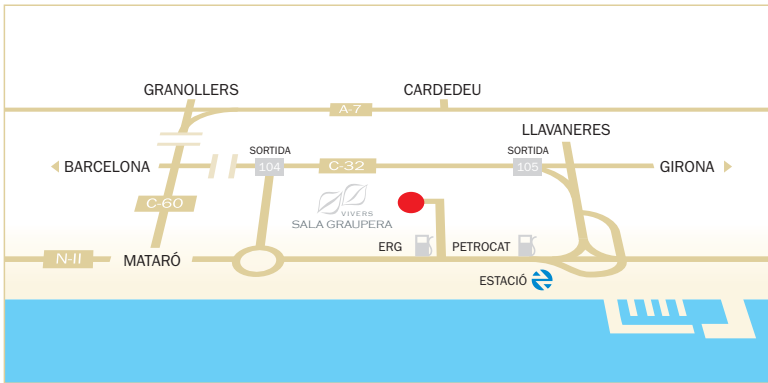 GRANOLLERS
CARDEDEU
A-7
LLAVANERES
SORTIDA
104
SORTIDA
105
BARCELONA
C-32
GIRONA
C-60
VIVERS
SALA GRAUPERA
ERG
PETROCAT
N-II
MATARÓ
ESTACIÓ